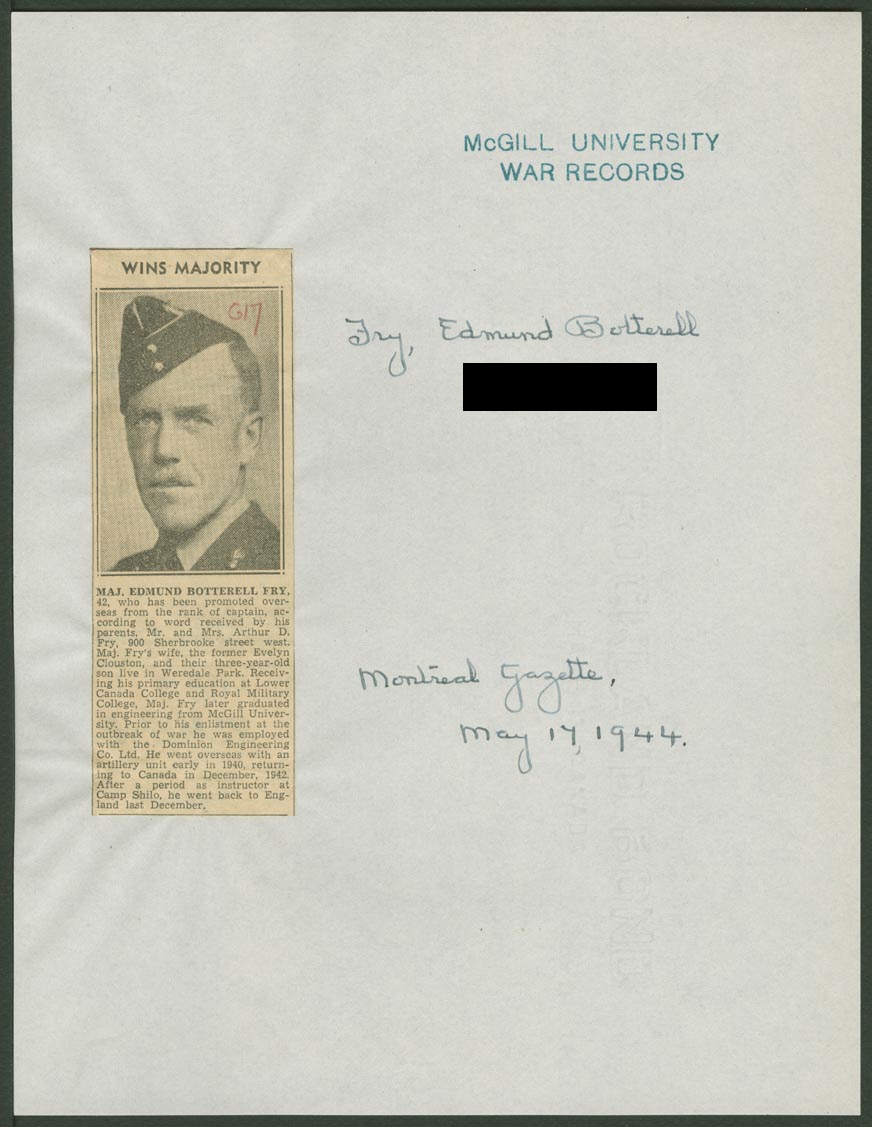 McGILL UNIVERSITY
WAR RECORDS
WINS MAJORITY
G17
Fry, Edmund Botterell
MAJ. EDMUND BOTTERELL FRY,
42, who has been promoted over-
seas from the rank of captain, ac-
cording to word received by his
parents, Mr. and Mrs. Arthur D.
Fry, 900 Sherbrooke street west.
Maj. Fry's wife, the former Evelyn
Clouston, and their three-year-old
son live in Weredale Park. Receiv-
ing his primary education at Lower
Canada College and Royal Military
College, Maj. Fry later graduated
in engineering from McGill Univer-
sity. Prior to his enlistment at the
outbreak of war he was employed
with the Dominion Engineering
Co. Ltd. He went overseas with an
artillery unit early in 1940, return-
ing to Canada in December, 1942.
After a period as instructor at
Camp Shilo, he went back to Eng-
land last December.
Montreal Gazette,
May 17, 1944.